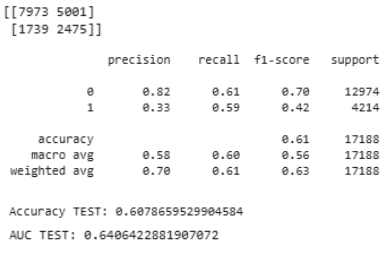 [[7973 5001]
[1739 2475]]
precision recall f1-score support
0 0.82 0.61 0.70 12974
1 0.33 0.59 0.42 4214
accuracy 0.61 17188
macro avg 0.58 0.60 0.56 17188
weighted avg 0.70 0.61 0.63 17188
Accuracy TEST: 0.6078659529904584
AUC TEST: 0.6406422881907072